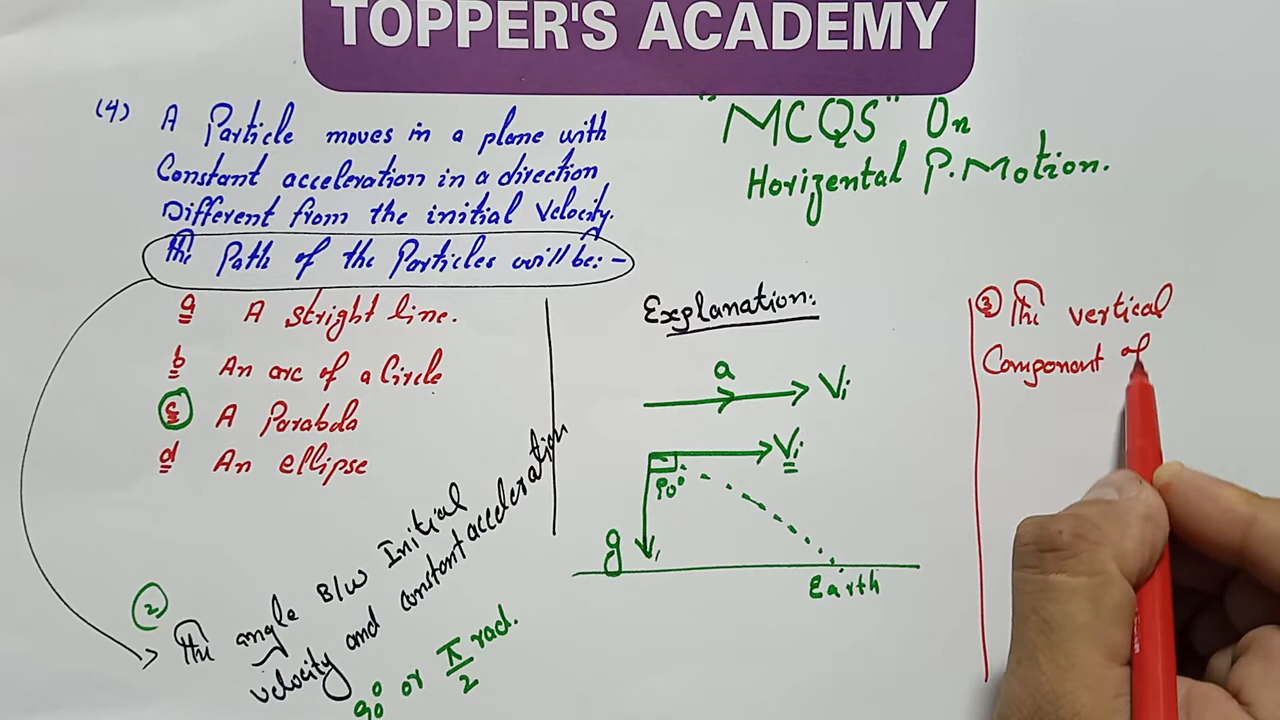 TOPPER'S ACADEMY
"MCQS" On
Horizental P.Motion.
(4) A Particle moves in a plane with
Constant acceleration in a direction
Different from the initial velocity.
The Path of the Particles will be:-
a A stright line.
b An arc of a Circle
c A Parabola
d An ellipse
(2) The angle B/w Initial
velocity and constant acceleration
90° or π/2 rad.
Explanation:
a
Vi
Vi
90°
g
Earth
(3) The vertical
Component of